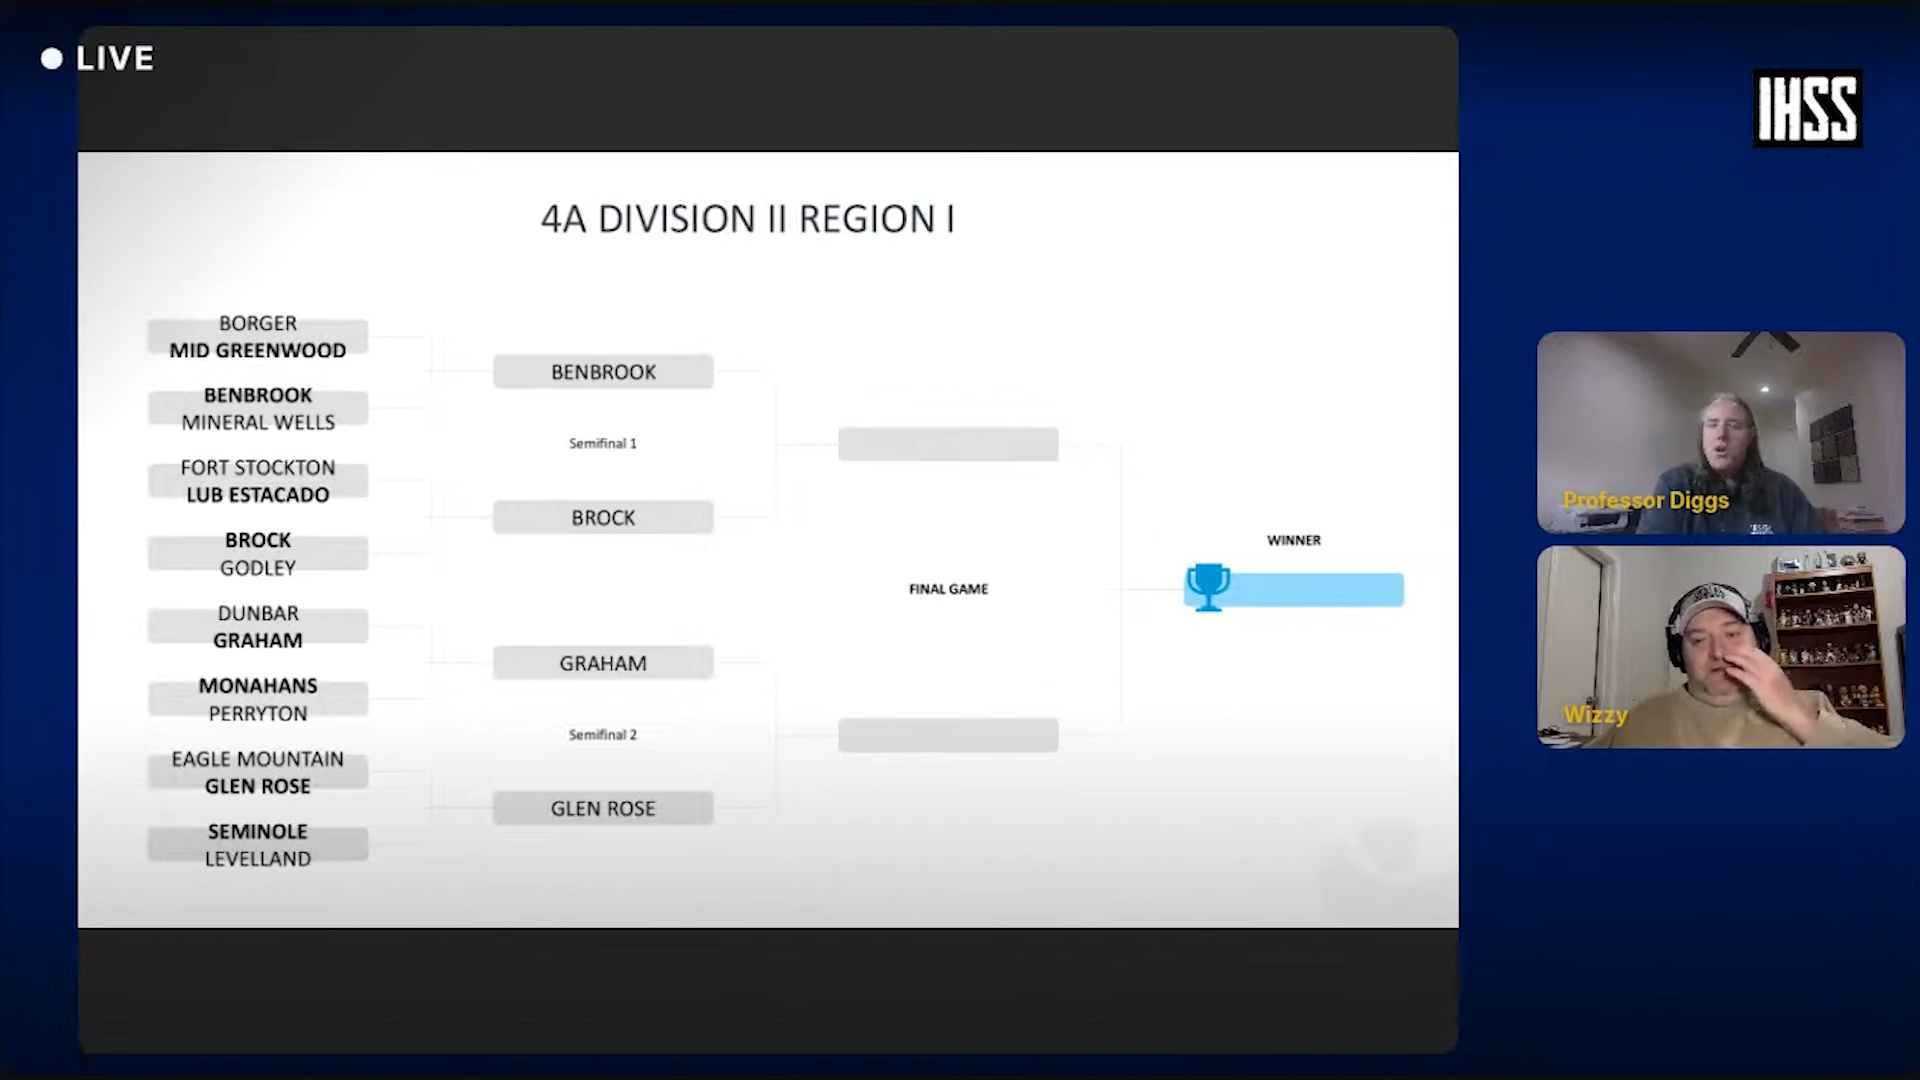 LIVE
IHSS
4A DIVISION II REGION I
BORGER
MID GREENWOOD
BENBROOK
MINERAL WELLS
FORT STOCKTON
LUB ESTACADO
BROCK
GODLEY
DUNBAR
GRAHAM
MONAHANS
PERRYTON
EAGLE MOUNTAIN
GLEN ROSE
SEMINOLE
LEVELLAND
BENBROOK
Semifinal 1
BROCK
GRAHAM
Semifinal 2
GLEN ROSE
FINAL GAME
WINNER
Professor Diggs
Wizzy